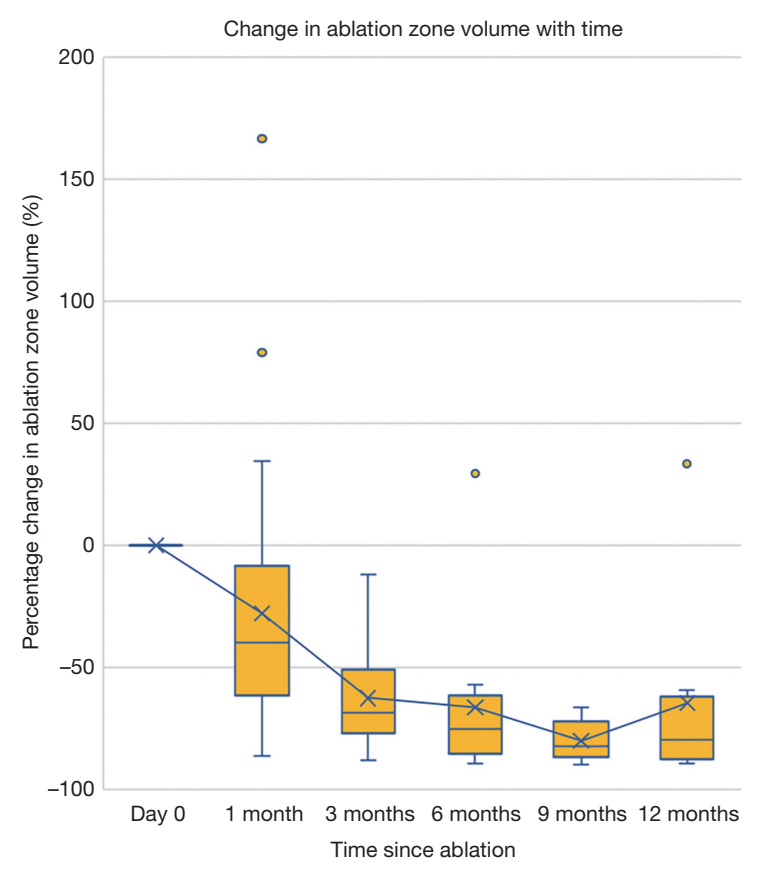 Change in ablation zone volume with time
Percentage change in ablation zone volume (%)
200
150
100
50
0
−50
−100
Day 0 1 month 3 months 6 months 9 months 12 months
Time since ablation